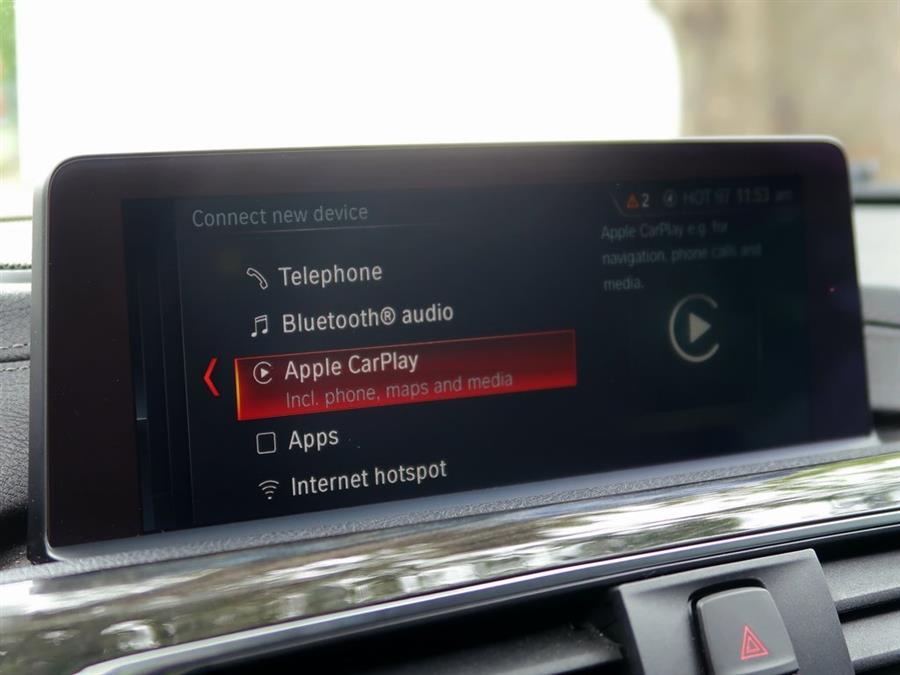 Connect new device
2 HOT 97 11:53 am
Telephone
Bluetooth® audio
Apple CarPlay
Incl. phone, maps and media
Apps
Internet hotspot
Apple CarPlay e.g. for
navigation, phone calls and
media.